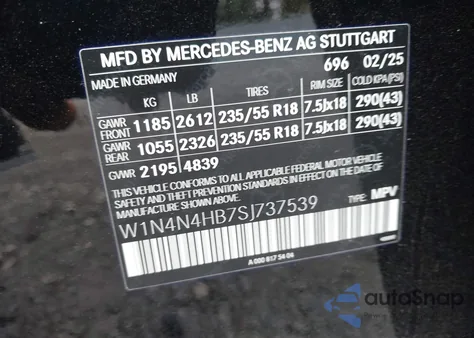 MFD BY MERCEDES-BENZ AG STUTTGART
MADE IN GERMANY 696 02/25
KG LB TIRES RIM SIZE COLD KPA(PSI)
GAWR FRONT 1185 2612 235/55 R18 7.5Jx18 290(43)
GAWR REAR 1055 2326 235/55 R18 7.5Jx18 290(43)
GVWR 2195 4839
THIS VEHICLE CONFORMS TO ALL APPLICABLE FEDERAL MOTOR VEHICLE
SAFETY, BUMPER, AND THEFT PREVENTION STANDARDS IN EFFECT
ON THE DATE OF MANUFACTURE SHOWN ABOVE.
W1N4N4HB7SJ737539 TYPE: MPV
A 000 817 54 04
autoSnap